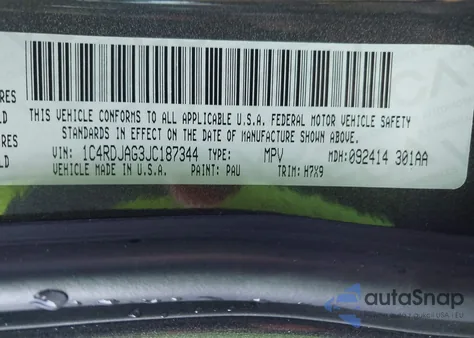 RES
LD
THIS VEHICLE CONFORMS TO ALL APPLICABLE U.S.A. FEDERAL MOTOR VEHICLE SAFETY
STANDARDS IN EFFECT ON THE DATE OF MANUFACTURE SHOWN ABOVE.
RES
LD
VIN: 1C4RDJAG3JC187344 TYPE: MPV MDH: 092414 301AA
VEHICLE MADE IN U.S.A. PAINT: PAU TRIM: H7X9
autoSnap